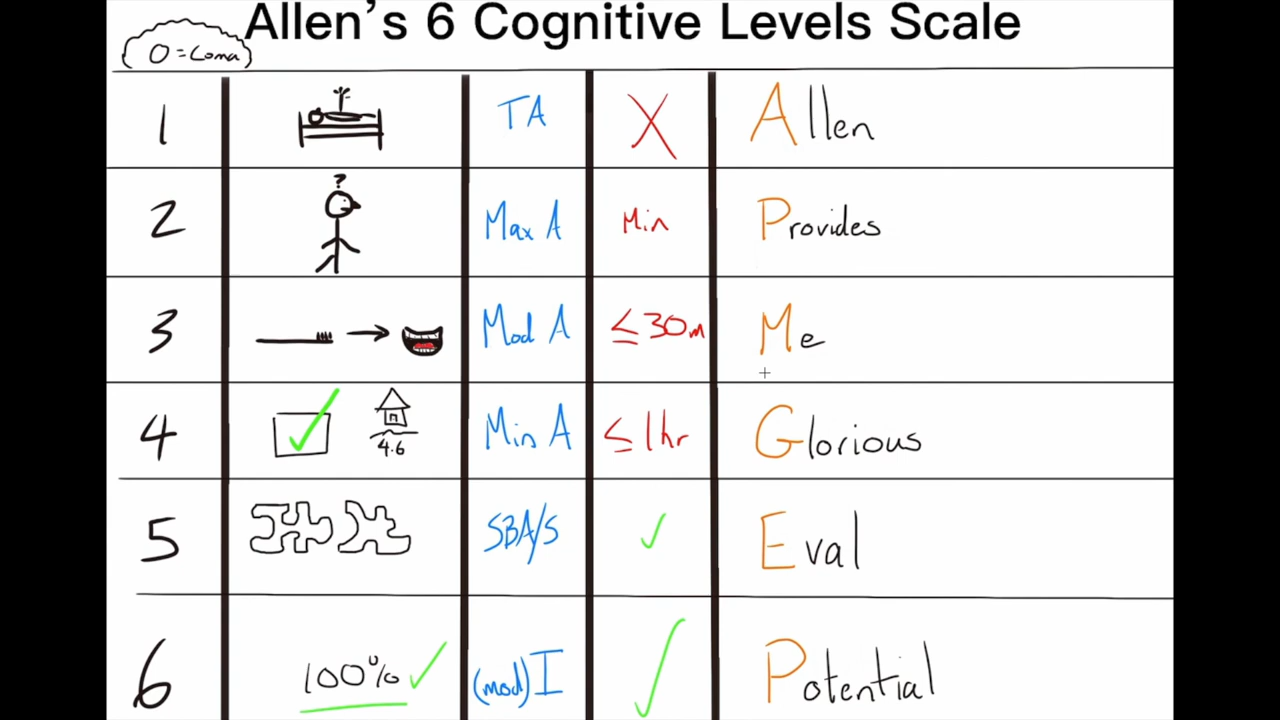 Allen's 6 Cognitive Levels Scale
0 = Coma
1 TA X Allen
? 
2 Max A Min Provides
3 Mod A ≤30m Me
4 4.6 Min A ≤1hr Glorious
5 SBA/S ✓ Eval
6 100% ✓ (mod) I ✓ Potential